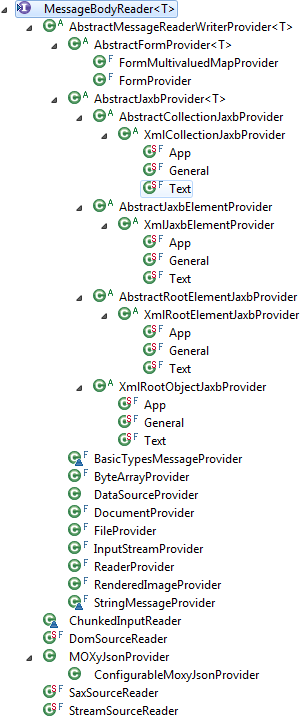 MessageBodyReader<T>
AbstractMessageReaderWriterProvider<T>
AbstractFormProvider<T>
FormMultivaluedMapProvider
FormProvider
AbstractJaxbProvider<T>
AbstractCollectionJaxbProvider
XmlCollectionJaxbProvider
App
General
Text
AbstractJaxbElementProvider
XmlJaxbElementProvider
App
General
Text
AbstractRootElementJaxbProvider
XmlRootElementJaxbProvider
App
General
Text
XmlRootObjectJaxbProvider
App
General
Text
BasicTypesMessageProvider
ByteArrayProvider
DataSourceProvider
DocumentProvider
FileProvider
InputStreamProvider
ReaderProvider
RenderedImageProvider
StringMessageProvider
ChunkedInputReader
DomSourceReader
MOXyJsonProvider
ConfigurableMoxyJsonProvider
SaxSourceReader
StreamSourceReader